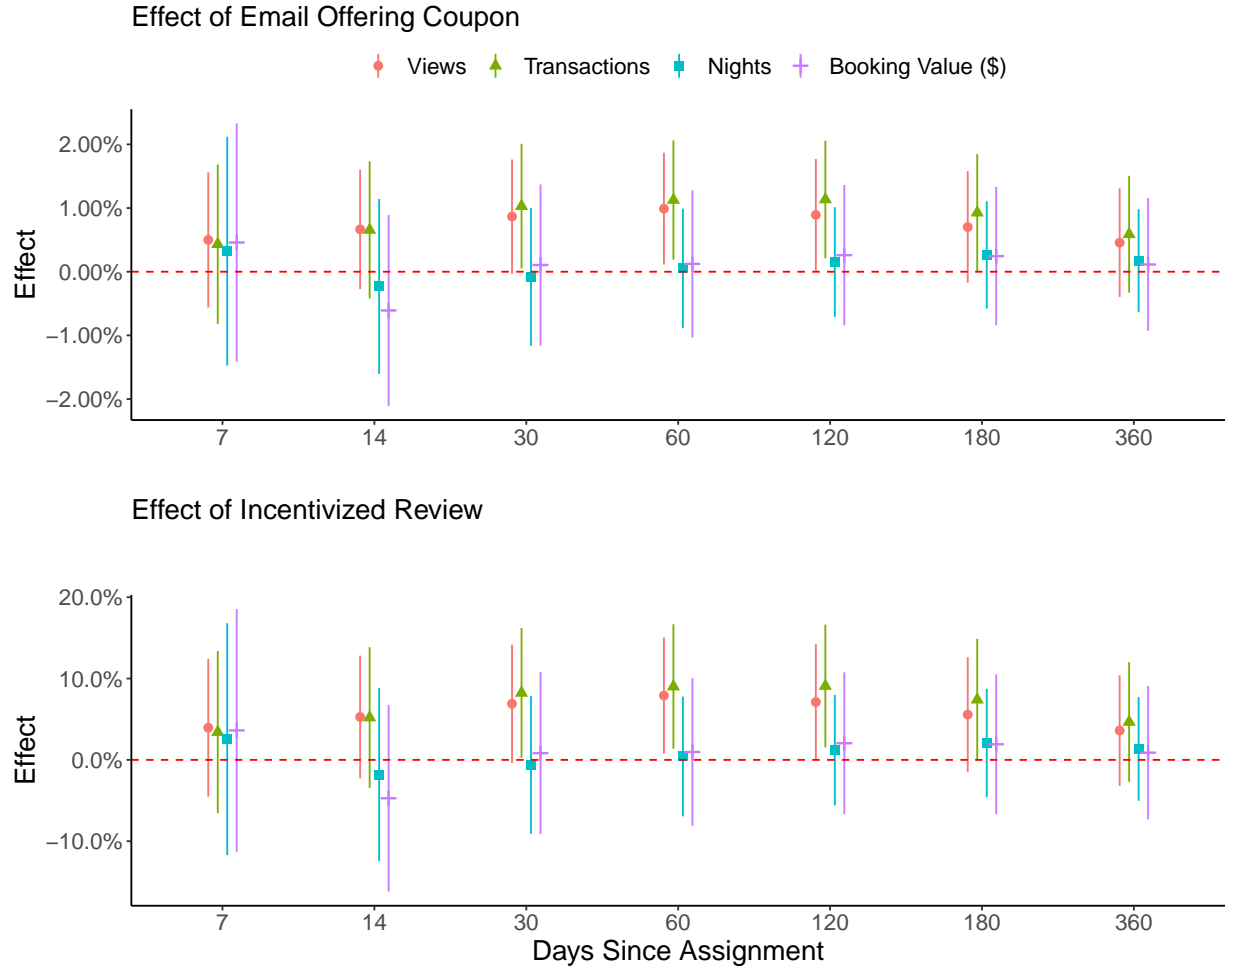 Effect of Email Offering Coupon
Views Transactions Nights Booking Value ($)
Effect
2.00%
1.00%
0.00%
−1.00%
−2.00%
7 14 30 60 120 180 360
Effect of Incentivized Review
Effect
20.0%
10.0%
0.0%
−10.0%
7 14 30 60 120 180 360
Days Since Assignment